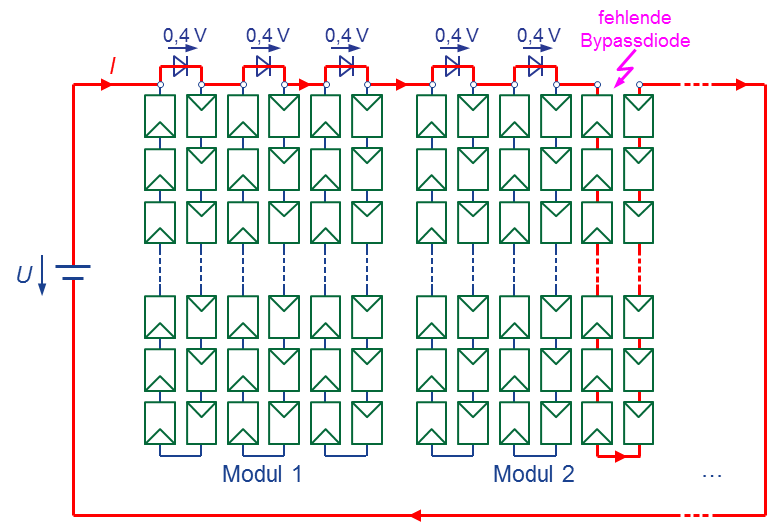 fehlende
Bypassdiode
0,4 V
0,4 V
0,4 V
0,4 V
0,4 V
I
U
Modul 1
Modul 2
...